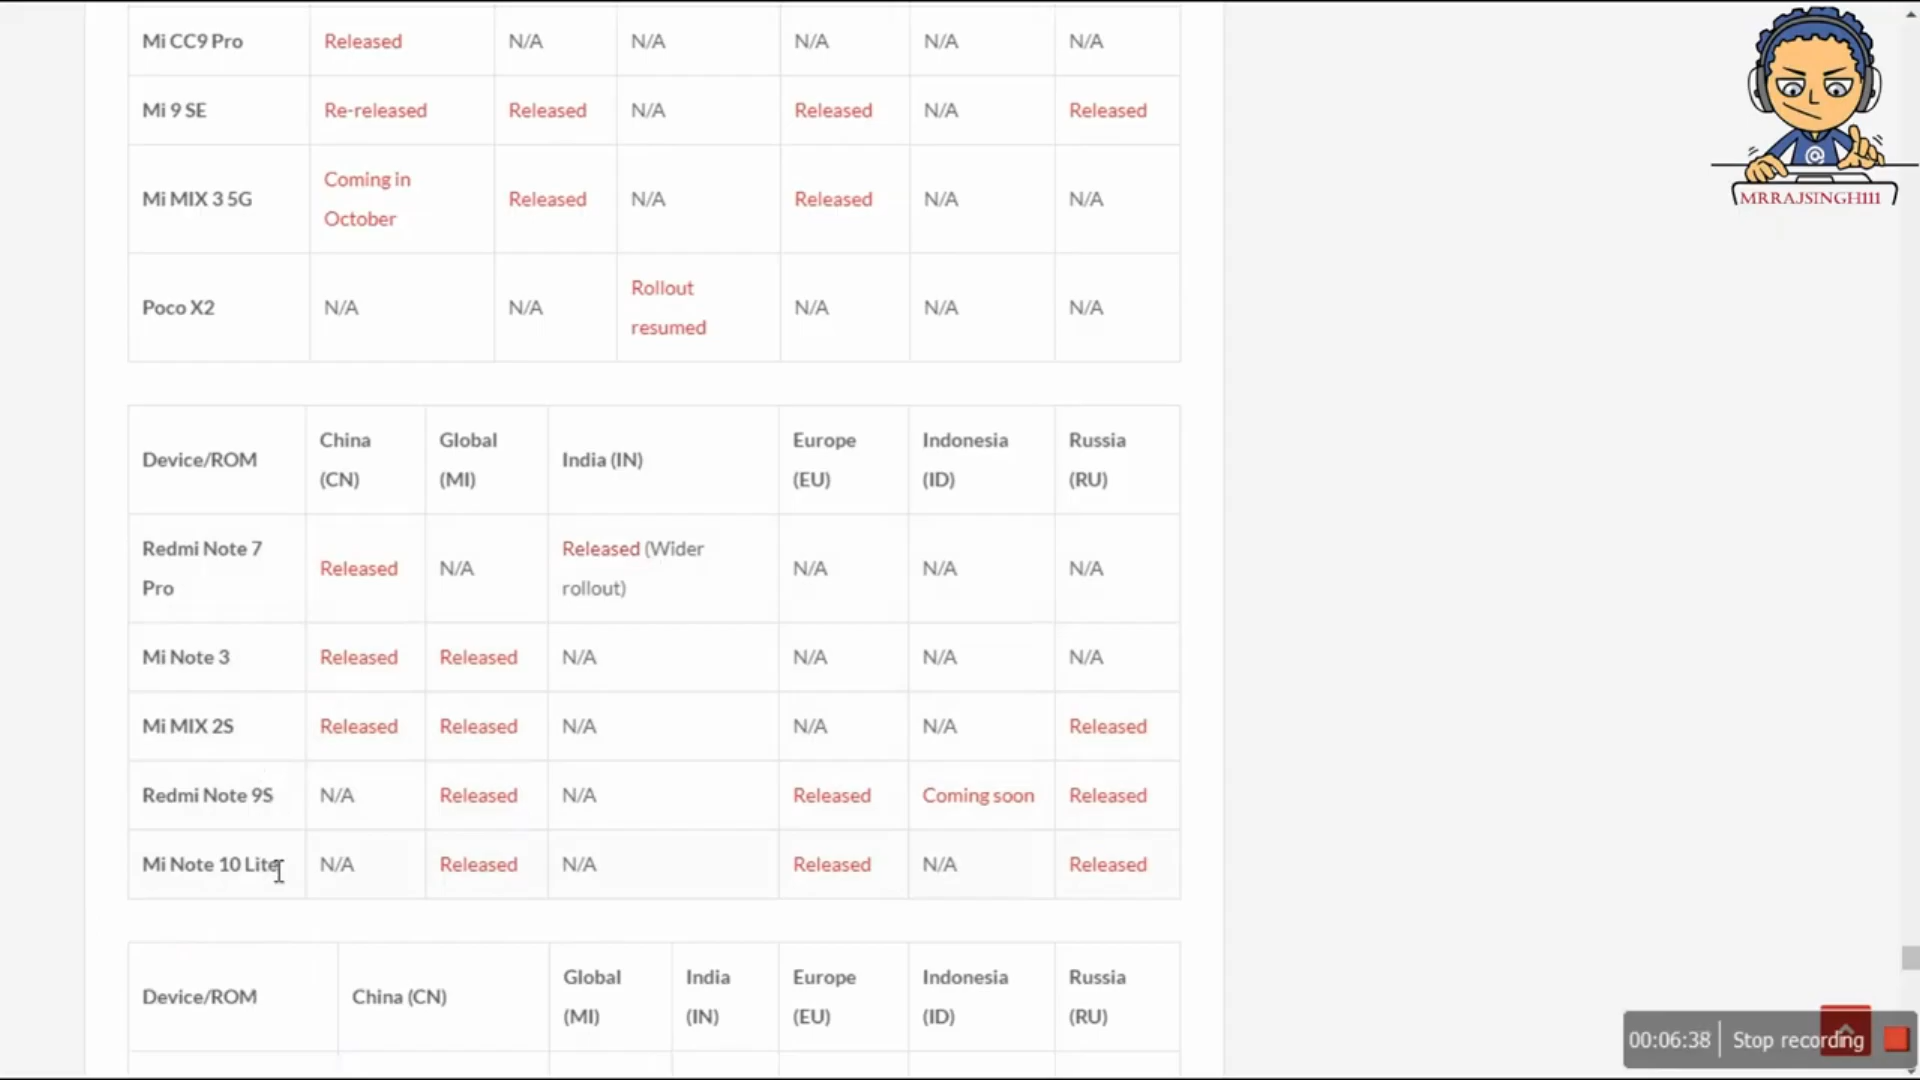 Mi CC9 Pro Released N/A N/A N/A N/A N/A
Mi 9 SE Re-released Released N/A Released N/A Released
Coming in
Mi MIX 3 5G Released N/A Released N/A N/A
October
Rollout
Poco X2 N/A N/A N/A N/A N/A
resumed
China Global Europe Indonesia Russia
Device/ROM India (IN)
(CN) (MI) (EU) (ID) (RU)
Redmi Note 7 Released (Wider
Released N/A N/A N/A N/A
Pro rollout)
Mi Note 3 Released Released N/A N/A N/A N/A
Mi MIX 2S Released Released N/A N/A N/A Released
Redmi Note 9S N/A Released N/A Released Coming soon Released
Mi Note 10 Lite N/A Released N/A Released N/A Released
Global India Europe Indonesia Russia
Device/ROM China (CN)
(MI) (IN) (EU) (ID) (RU)
@
MRRAJSINGH111
00:06:38 Stop recording